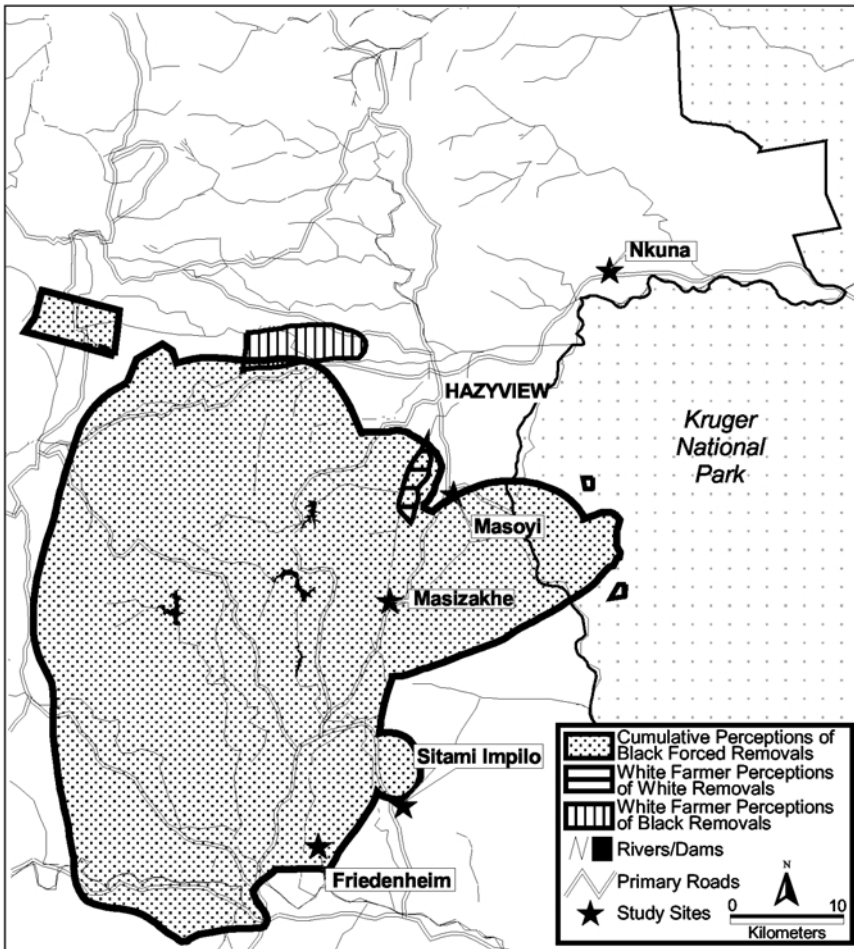 Nkuna
HAZYVIEW
Kruger
National
Park
Masoyi
Masizakhe
Sitami Impilo
Friedenheim
Cumulative Perceptions of
Black Forced Removals
White Farmer Perceptions
of White Removals
White Farmer Perceptions
of Black Removals
Rivers/Dams
Primary Roads
Study Sites
N
0 10
Kilometers